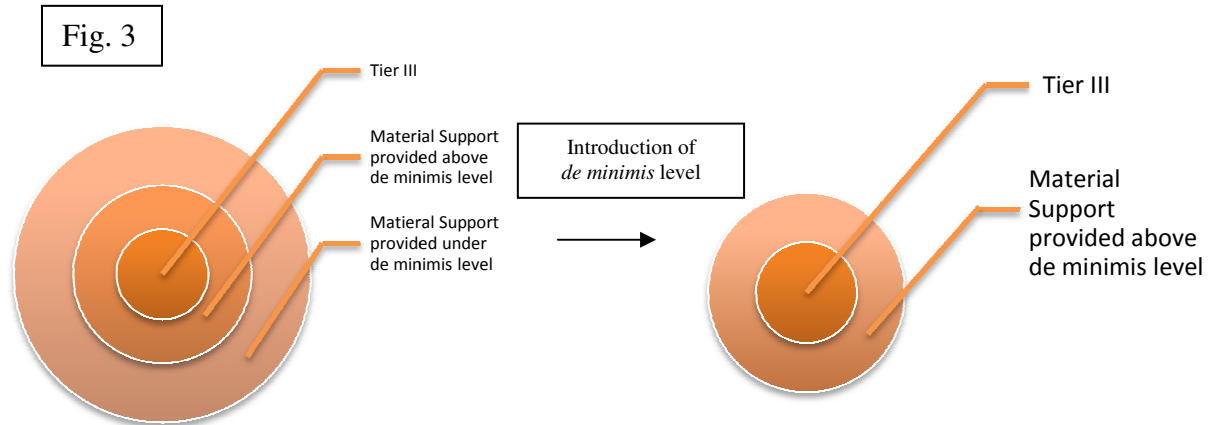 Fig. 3
Tier III
Material Support
provided above
de minimis level
Matieral Support
provided under
de minimis level
Introduction of
de minimis level
Tier III
Material
Support
provided above
de minimis level